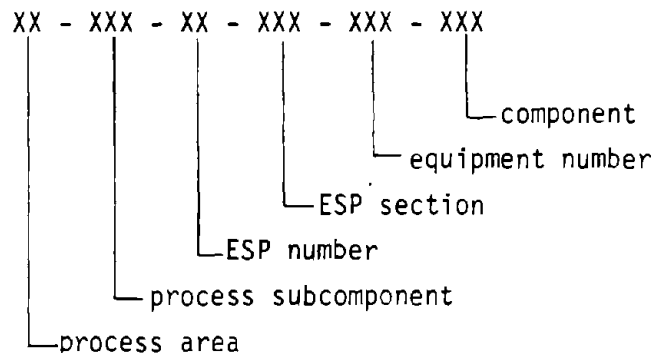 XX - XXX - XX - XXX - XXX - XXX
component
equipment number
ESP section
ESP number
process subcomponent
process area